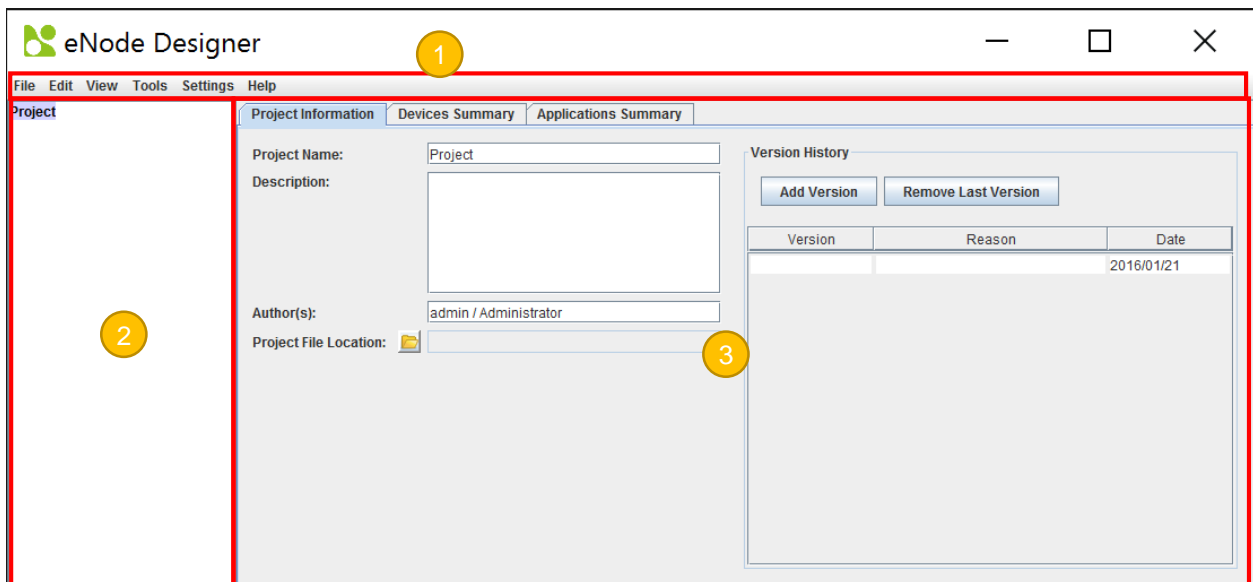 eNode Designer
1
File Edit View Tools Settings Help
Project
Project Information Devices Summary Applications Summary
Project Name: Project
Version History
Description:
Add Version Remove Last Version
Version Reason Date
2016/01/21
Author(s): admin / Administrator
2
Project File Location:
3